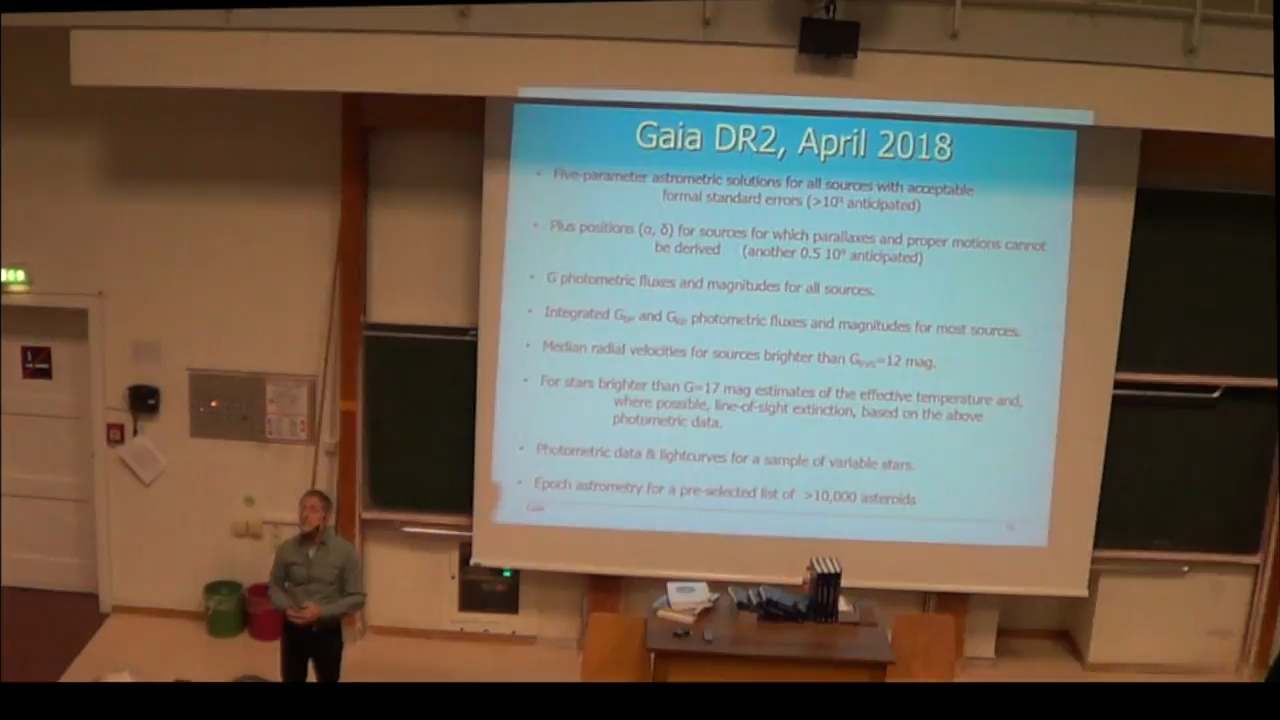 Gaia DR2, April 2018
• Five-parameter astrometric solutions for all sources with acceptable
formal standard errors (>10⁹ anticipated)
• Plus positions (α, δ) for sources for which parallaxes and proper motions cannot
be derived (another 0.5 10⁹ anticipated)
• G photometric fluxes and magnitudes for all sources.
• Integrated G_BP and G_RP photometric fluxes and magnitudes for most sources.
• Median radial velocities for sources brighter than G_RVS=12 mag.
• For stars brighter than G=17 mag estimates of the effective temperature and,
where possible, line-of-sight extinction, based on the above
photometric data.
• Photometric data & lightcurves for a sample of variable stars.
• Epoch astrometry for a pre-selected list of >10,000 asteroids